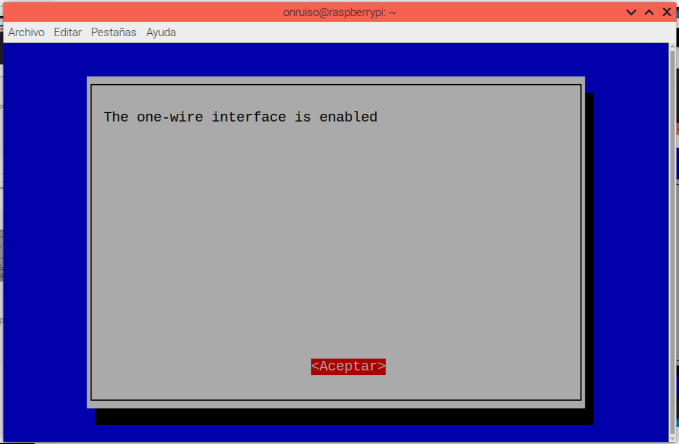 onruiso@raspberrypi: ~
Archivo Editar Pestañas Ayuda
The one-wire interface is enabled
<Aceptar>